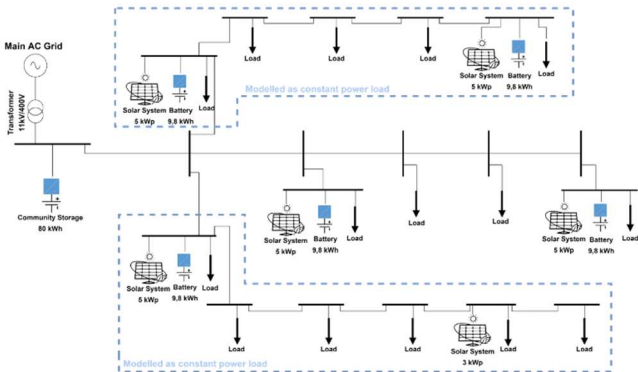 Main AC Grid
Transformer
11kV/400V
Community Storage
80 kWh
Solar System
5 kWp
Battery
9,8 kWh
Load
Modelled as constant power load
Load
Load
Load
Solar System
5 kWp
Battery
9,8 kWh
Load
Solar System
5 kWp
Battery
9,8 kWh
Load
Load
Load
Solar System
5 kWp
Battery
9,8 kWh
Load
Solar System
5 kWp
Battery
9,8 kWh
Load
Load
Load
Load
Solar System
3 kWp
Load
Load
Modelled as constant power load